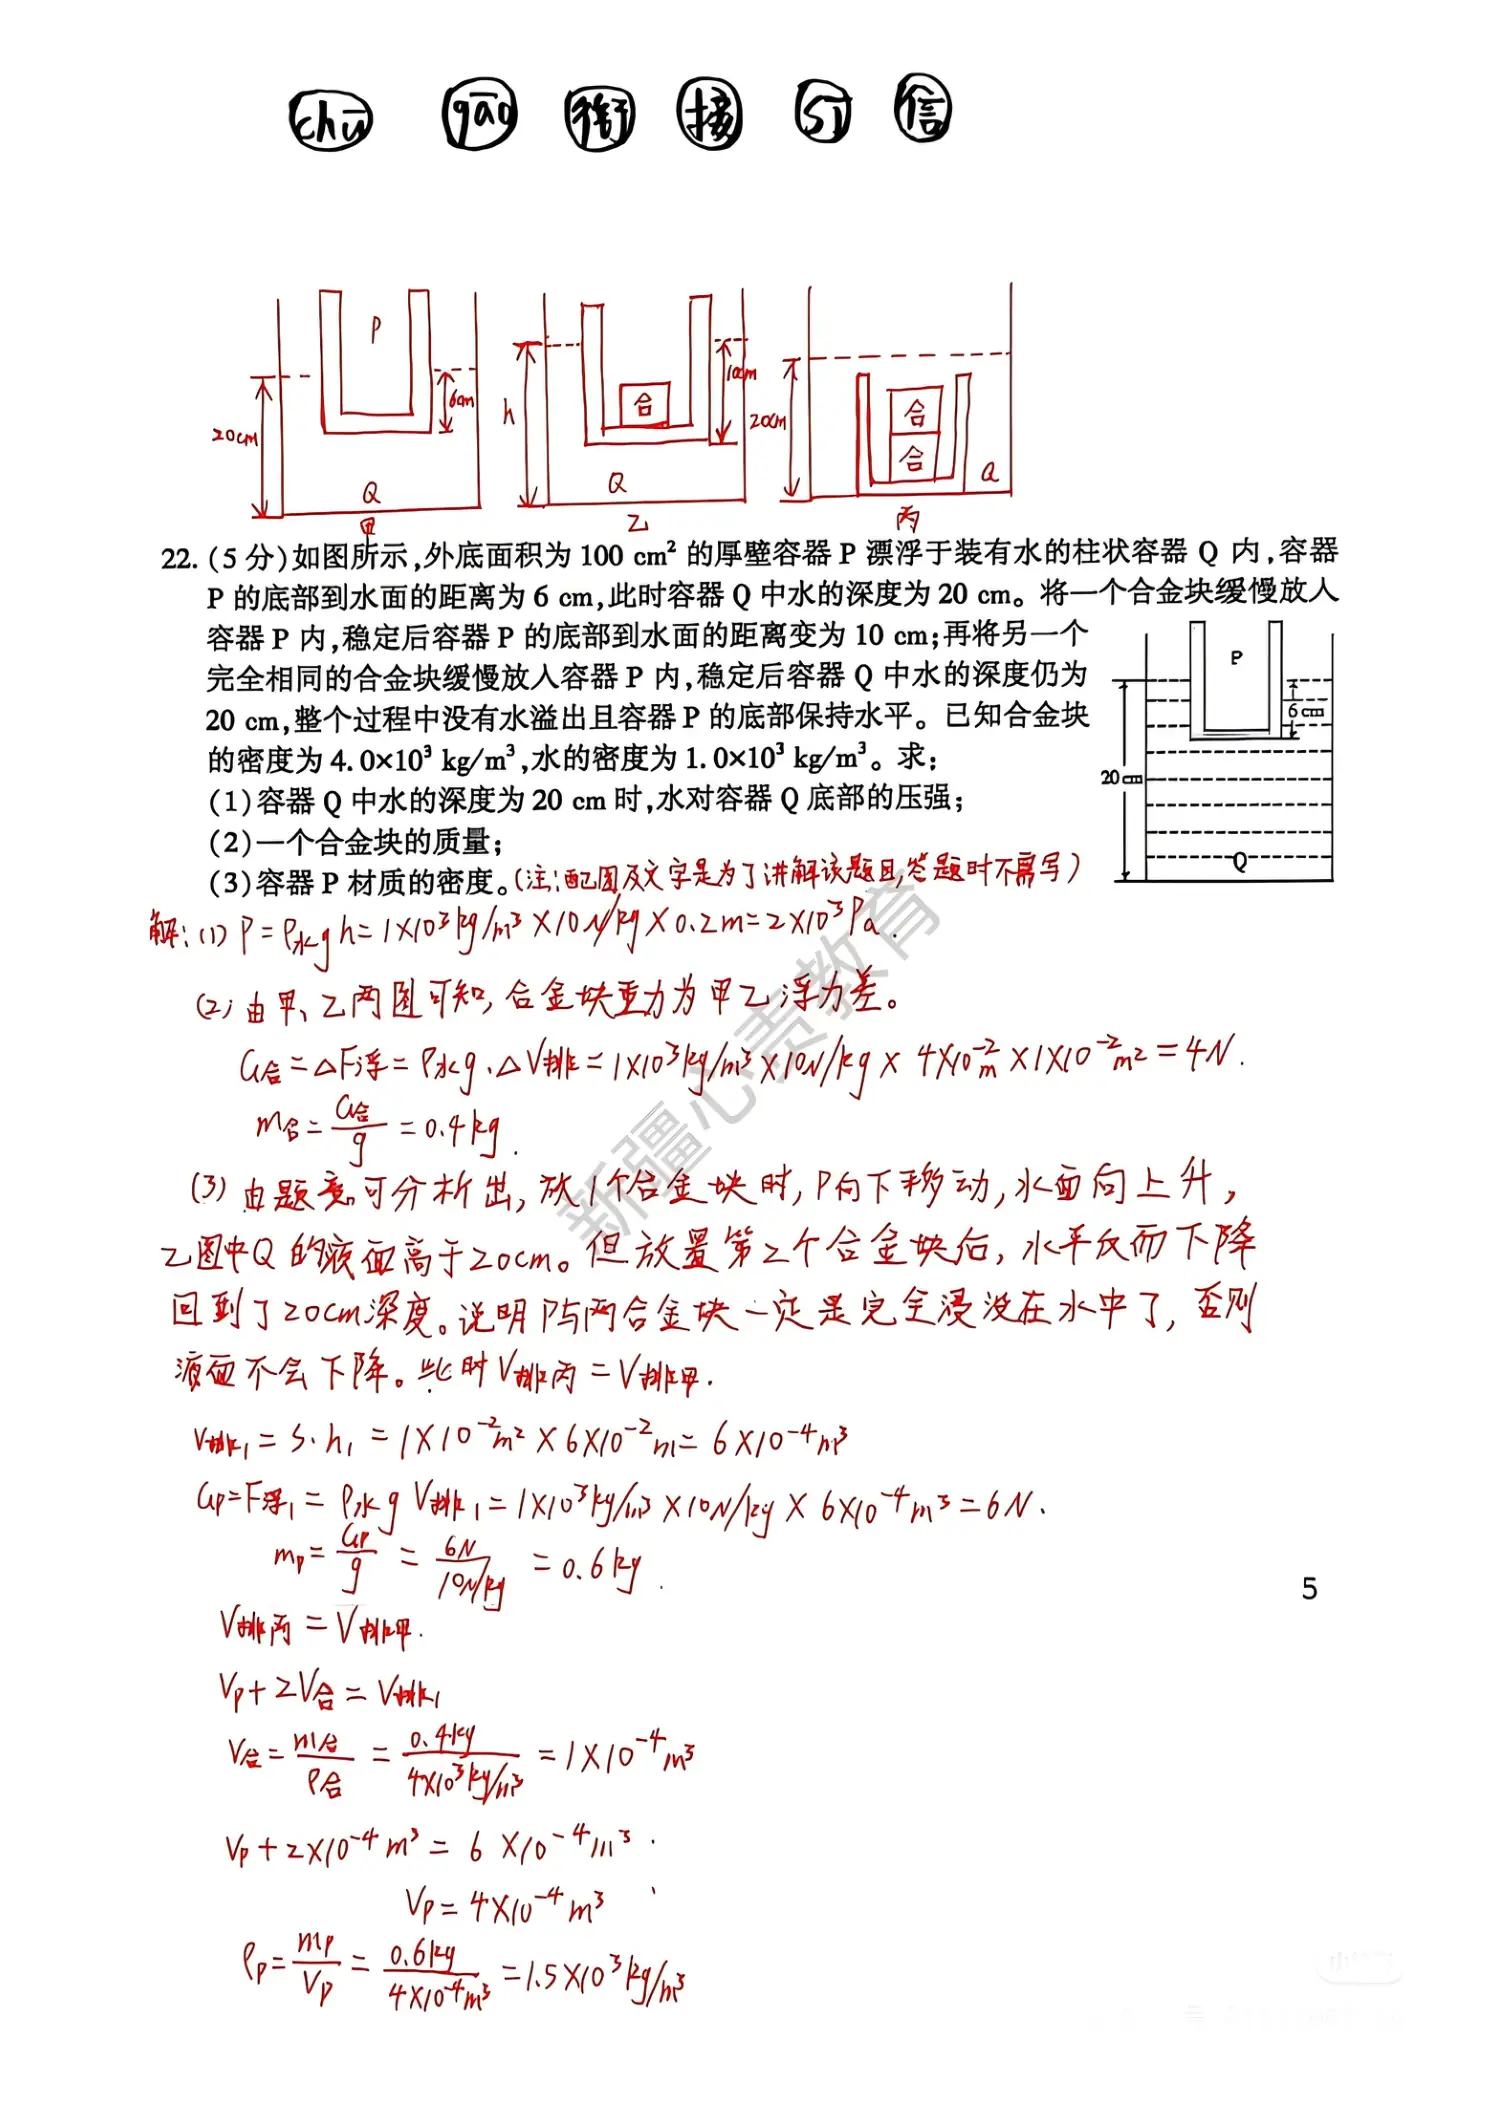 chū gāo 衔 接 sī 信
P
20cm
6cm
Q
甲
h
10cm
合
Q
乙
20cm
合
合
Q
丙
22.(5分)如图所示,外底面积为100 cm²的厚壁容器P漂浮于装有水的柱状容器Q内,容器
P的底部到水面的距离为6 cm,此时容器Q中水的深度为20 cm。将一个合金块缓慢放入
容器P内,稳定后容器P的底部到水面的距离变为10 cm;再将另一个
完全相同的合金块缓慢放入容器P内,稳定后容器Q中水的深度仍为
20 cm,整个过程中没有水溢出且容器P的底部保持水平。已知合金块
的密度为4.0×10³ kg/m³,水的密度为1.0×10³ kg/m³。求:
(1)容器Q中水的深度为20 cm时,水对容器Q底部的压强;
(2)一个合金块的质量;
(3)容器P材质的密度。(注:配图及文字是为了讲解该题目,答题时不需写)
P
6 cm
20 cm
Q
解:(1) P=ρ水gh=1×10³kg/m³×10N/kg×0.2m=2×10³Pa.
(2) 由甲、乙两图可知,合金块重力为甲乙浮力差。
G合=△F浮=ρ水g·△V排=1×10³kg/m³×10N/kg×4×10⁻²m×1×10⁻²m²=4N.
m合=G合/g=0.4kg.
(3) 由题意可分析出,放1个合金块时,P向下移动,水面向上升,
乙图中Q的液面高于20cm。但放置第2个合金块后,水平反而下降
回到了20cm深度。说明P与两合金块一定是完全浸没在水中了,否则
液面不会下降。此时V排丙=V排甲.
V排1=S·h₁=1×10⁻²m²×6×10⁻²m=6×10⁻⁴m³
GP=F浮1=ρ水gV排1=1×10³kg/m³×10N/kg×6×10⁻⁴m³=6N.
mP=GP/g=6N/10N/kg=0.6kg.
5
V排丙=V排甲.
VP+2V合=V排1
V合=m合/ρ合=0.4kg/4×10³kg/m³=1×10⁻⁴m³
VP+2×10⁻⁴m³=6×10⁻⁴m³.
VP=4×10⁻⁴m³
ρP=mP/VP=0.6kg/4×10⁻⁴m³=1.5×10³kg/m³
新疆心责教育